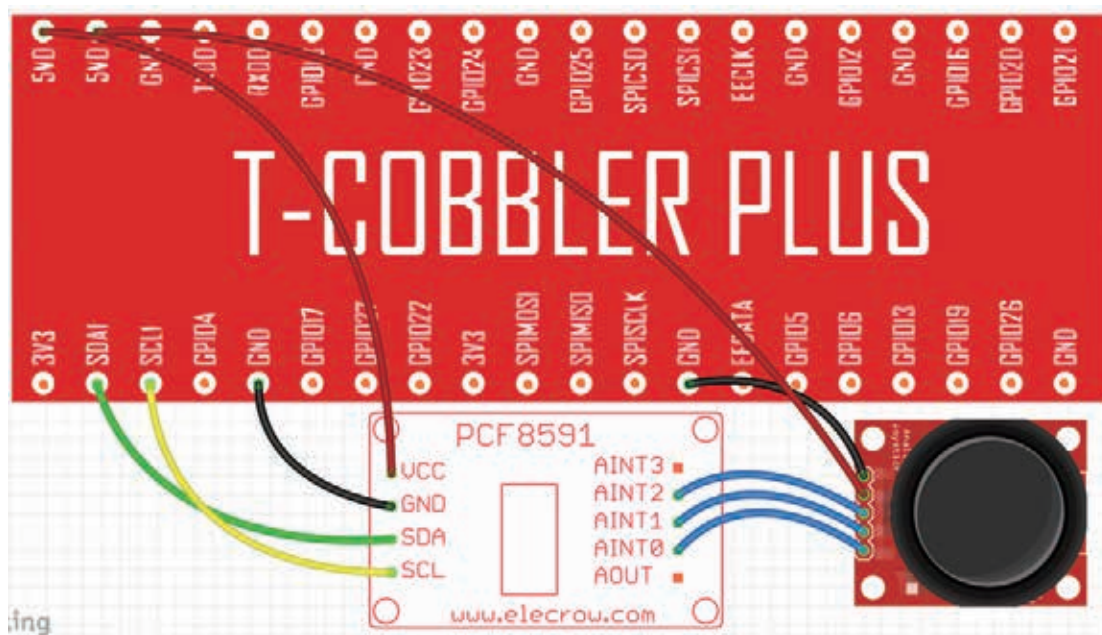 5V0 5V0 GND TXD0 RXD0 GPIO18 GND GPIO23 GPIO24 GND GPIO25 SPICS0 SPICS1 EECLK GND GPIO12 GND GPIO16 GPIO20 GPIO21
T-COBBLER PLUS
3V3 SDA1 SCL1 GPIO4 GND GPIO17 GPIO27 GPIO22 3V3 SPIMOSI SPIMISO SPISCLK GND EEDATA GPIO5 GPIO6 GPIO13 GPIO19 GPIO26 GND
PCF8591
VCC
GND
SDA
SCL
AINT3
AINT2
AINT1
AINT0
AOUT
www.elecrow.com
ing